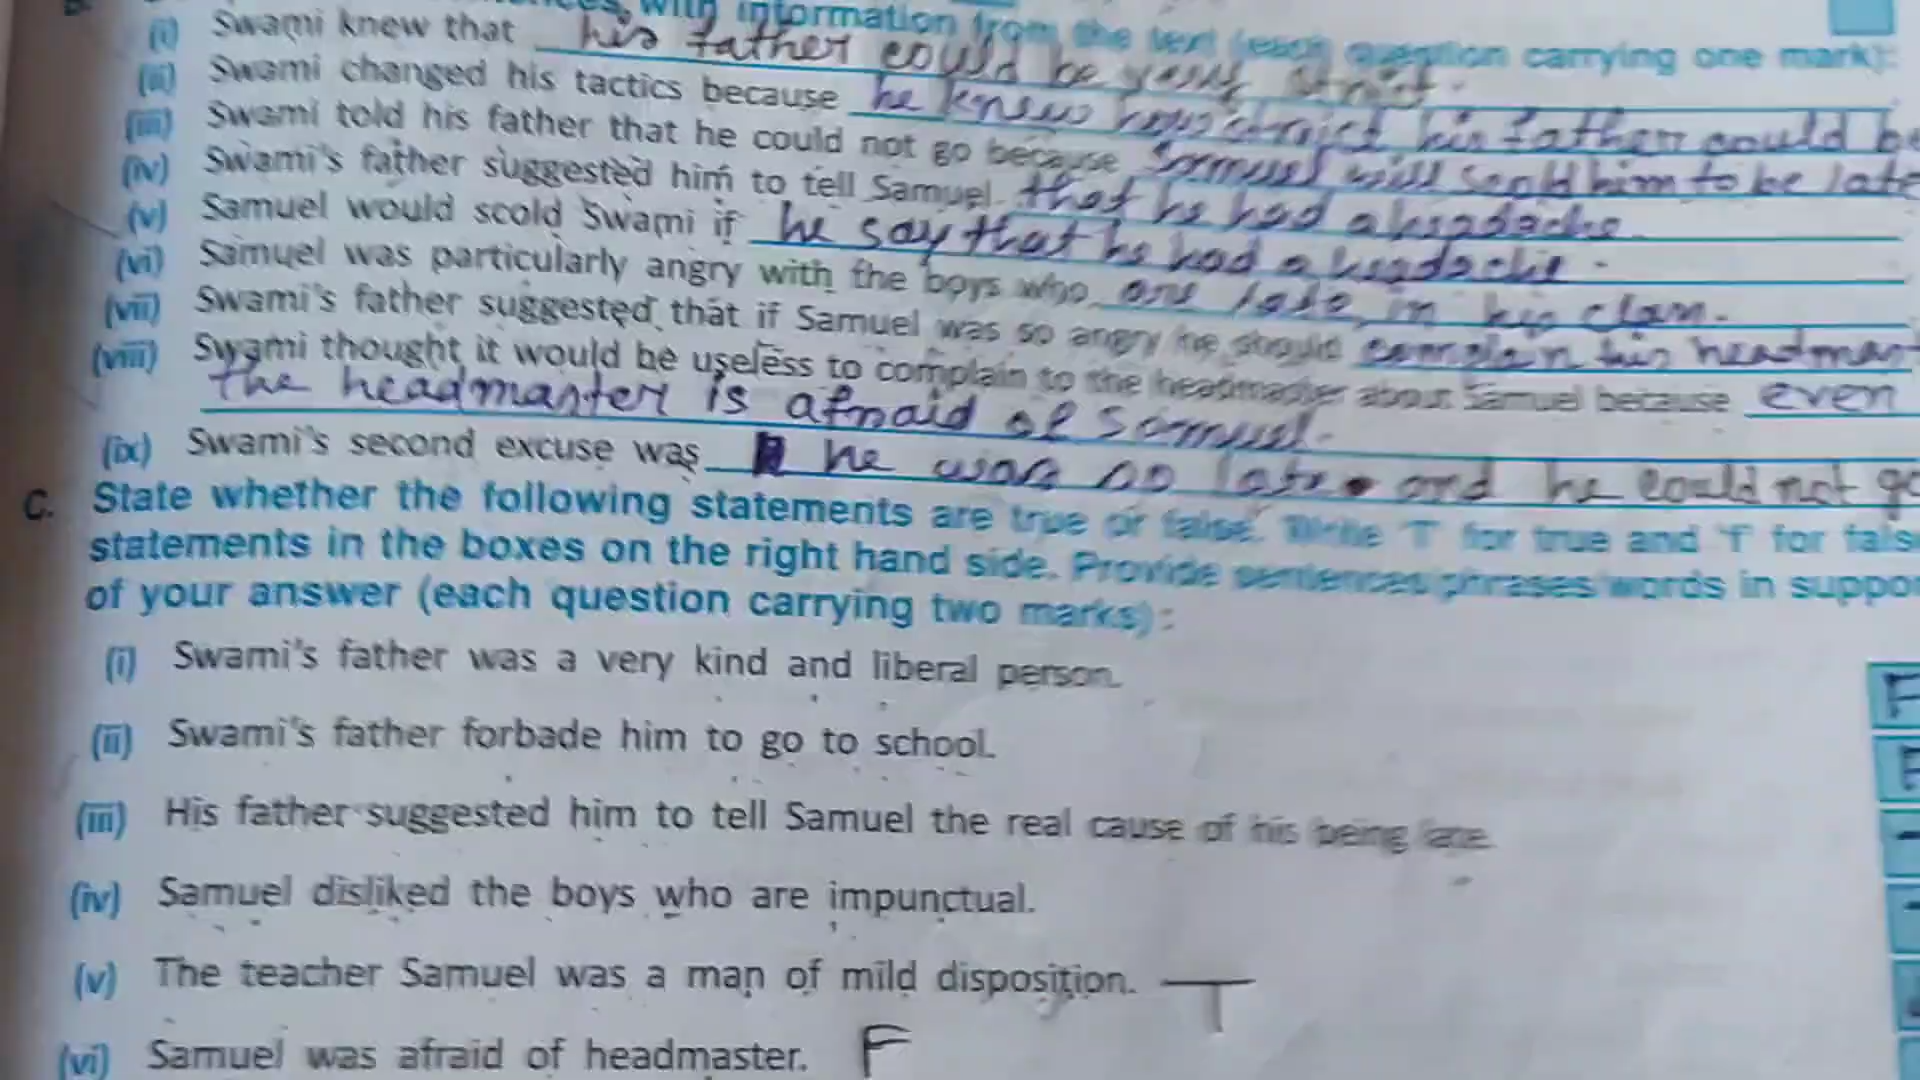 with information from the text (each question carrying one mark):
(i) Swami knew that his father could be strict.
(ii) Swami changed his tactics because he knew how his father could be
(iii) Swami told his father that he could not go because Samuel will scold him to be late
(iv) Swami's father suggested him to tell Samuel that he had a headache.
(v) Samuel would scold Swami if he say that he had a headache.
(vi) Samuel was particularly angry with the boys who are late in his class.
(vii) Swami's father suggested that if Samuel was so angry he should complain his
(viii) Swami thought it would be useless to complain to the headmaster about Samuel because even
the headmaster is afraid of Samuel.
(ix) Swami's second excuse was he was so late and he could not go
C. State whether the following statements are true or false. Write 'T' for true and 'F' for false
statements in the boxes on the right hand side. Provide sentences/phrases/words in support
of your answer (each question carrying two marks):
(i) Swami's father was a very kind and liberal person. F
(ii) Swami's father forbade him to go to school. F
(iii) His father suggested him to tell Samuel the real cause of his being late.
(iv) Samuel disliked the boys who are impunctual.
(v) The teacher Samuel was a man of mild disposition. T
(vi) Samuel was afraid of headmaster. F